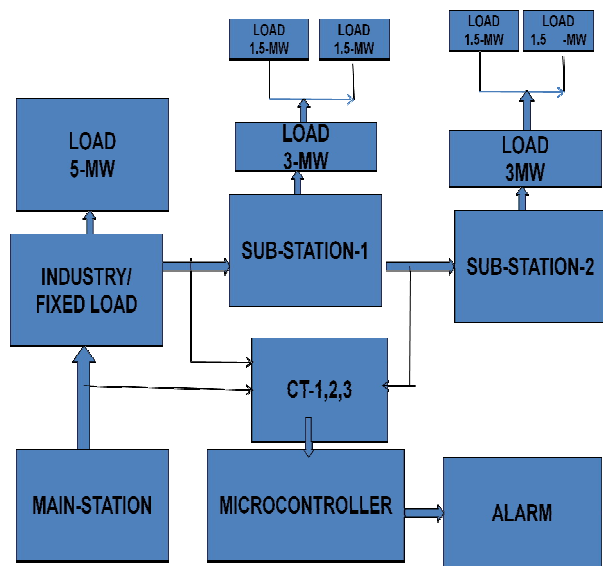 LOAD
1.5-MW
LOAD
1.5-MW
LOAD
1.5-MW
LOAD
1.5 -MW
LOAD
5-MW
LOAD
3-MW
LOAD
3MW
INDUSTRY/
FIXED LOAD
SUB-STATION-1
SUB-STATION-2
CT-1,2,3
MAIN-STATION
MICROCONTROLLER
ALARM